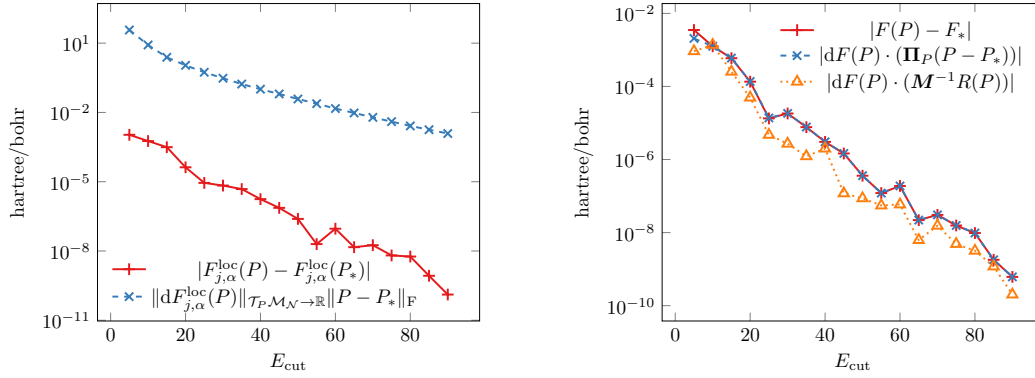 10^1
10^−2
10^−5
10^−8
10^−11
hartree/bohr
|F^loc_{j,α}(P) − F^loc_{j,α}(P_*)|
‖dF^loc_{j,α}(P)‖_{𝒯_P ℳ_𝒩→ℝ}‖P − P_*‖_F
0 20 40 60 80
E_cut
10^−2
10^−4
10^−6
10^−8
10^−10
hartree/bohr
|F(P) − F_*|
|dF(P) · (Π_P(P − P_*))|
|dF(P) · (M^−1R(P))|
0 20 40 60 80
E_cut